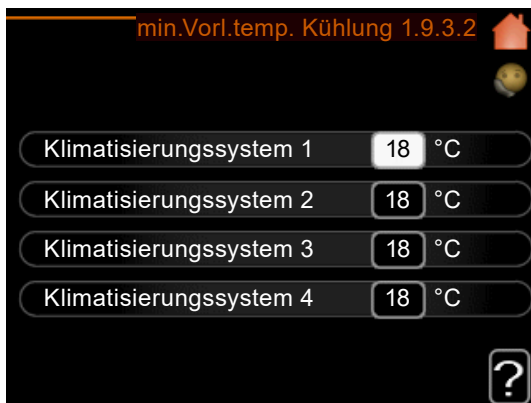 min.Vorl.temp. Kühlung 1.9.3.2
Klimatisierungssystem 1 18 °C
Klimatisierungssystem 2 18 °C
Klimatisierungssystem 3 18 °C
Klimatisierungssystem 4 18 °C
?